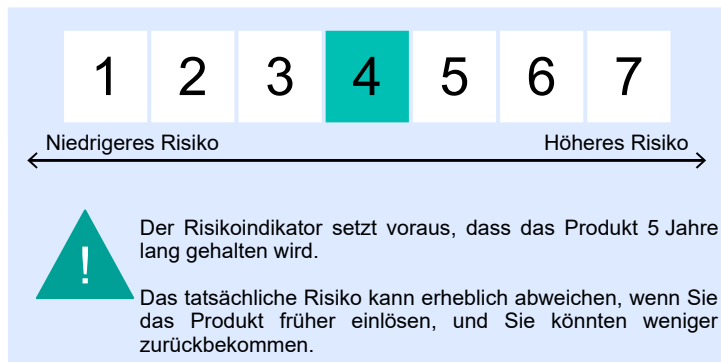 1 2 3 4 5 6 7
Niedrigeres Risiko Höheres Risiko
!
Der Risikoindikator setzt voraus, dass das Produkt 5 Jahre
lang gehalten wird.
Das tatsächliche Risiko kann erheblich abweichen, wenn Sie
das Produkt früher einlösen, und Sie könnten weniger
zurückbekommen.